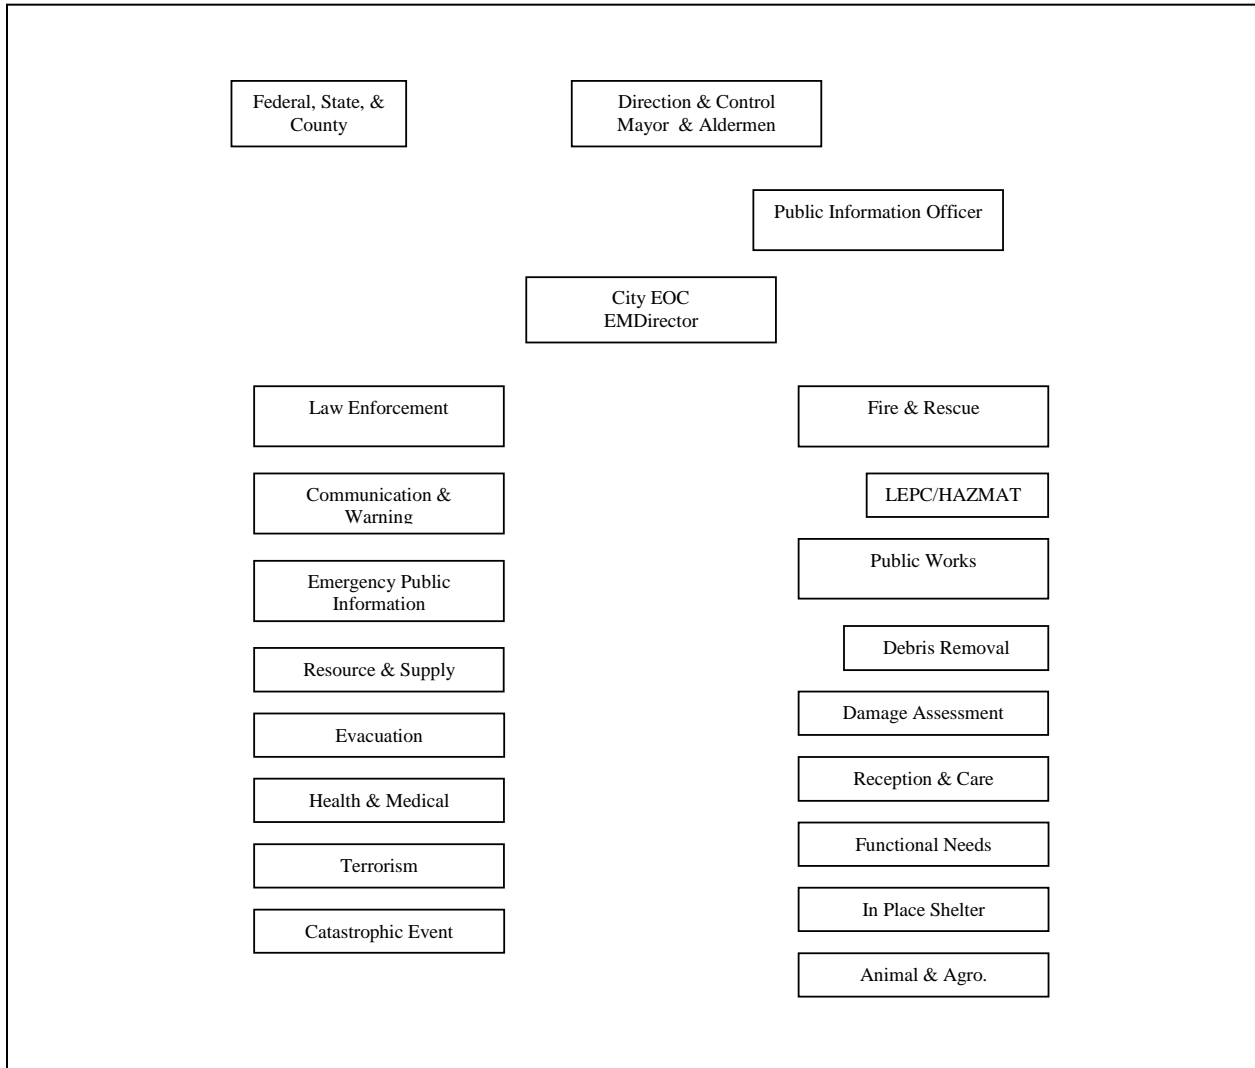 Federal, State, &
County
Direction & Control
Mayor & Aldermen
Public Information Officer
City EOC
EMDirector
Law Enforcement
Communication &
Warning
Emergency Public
Information
Resource & Supply
Evacuation
Health & Medical
Terrorism
Catastrophic Event
Fire & Rescue
LEPC/HAZMAT
Public Works
Debris Removal
Damage Assessment
Reception & Care
Functional Needs
In Place Shelter
Animal & Agro.